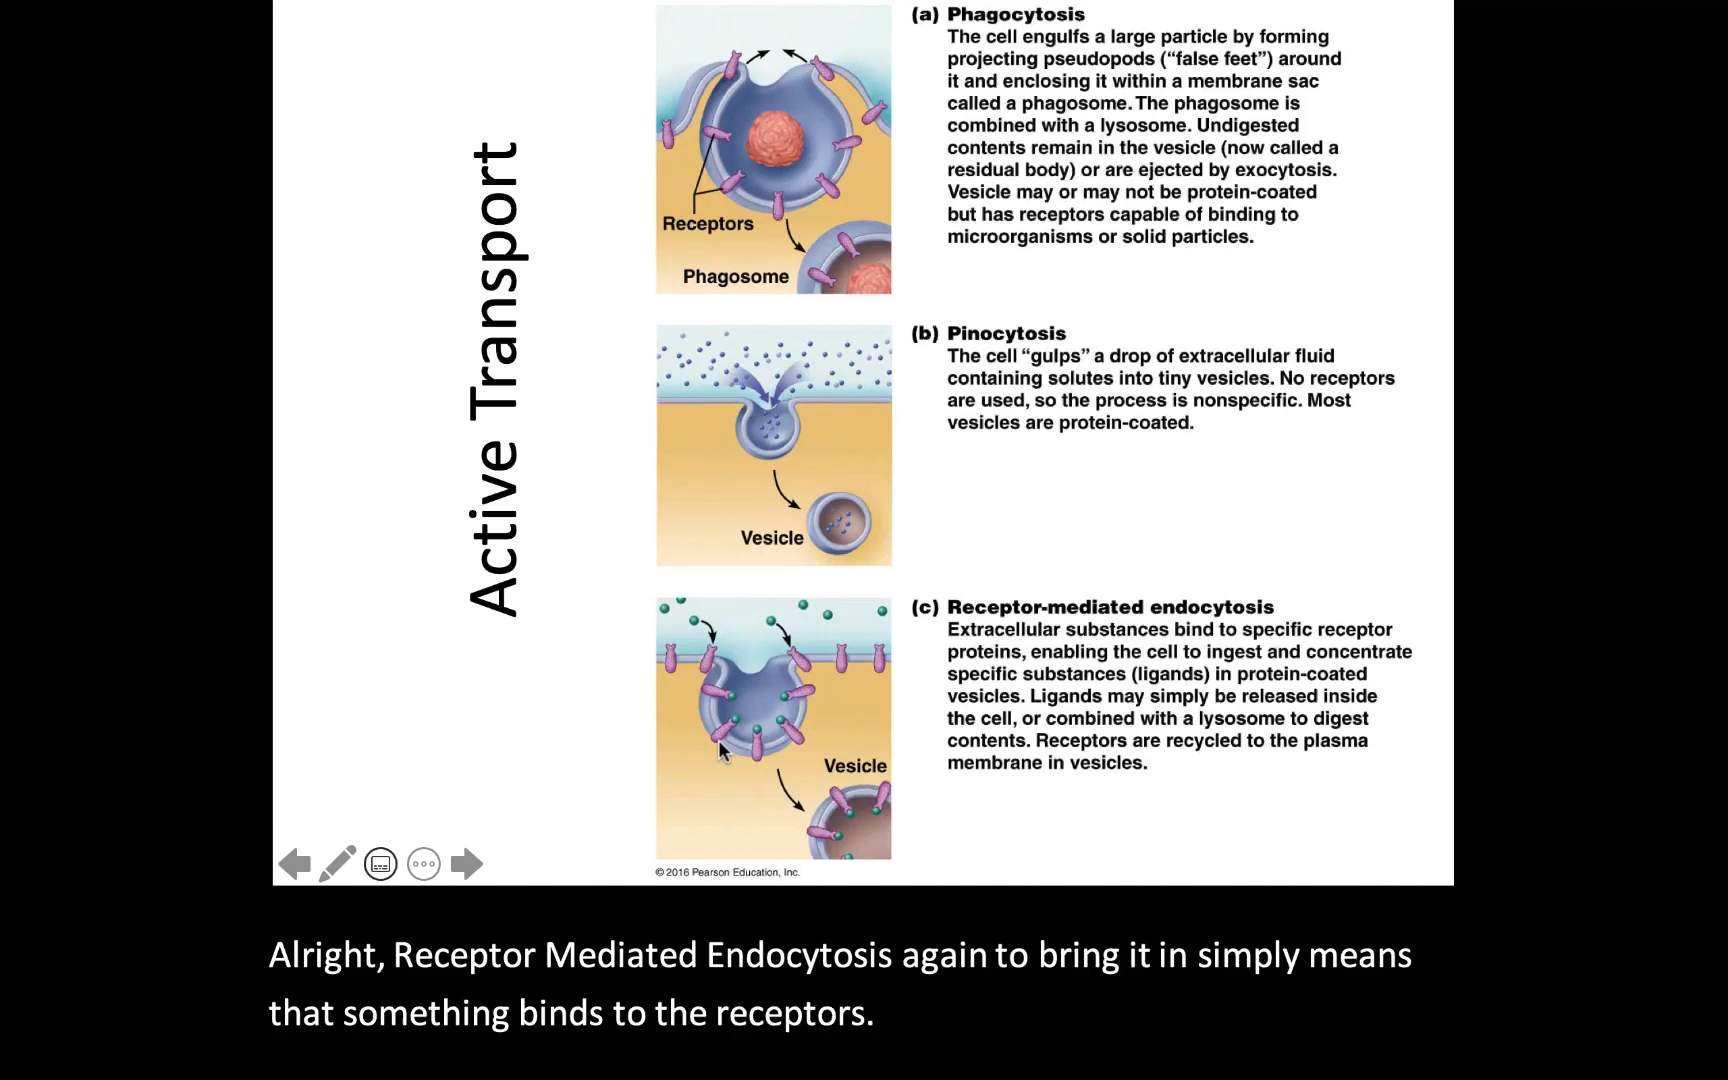 Active Transport
Receptors
Phagosome
(a) Phagocytosis
The cell engulfs a large particle by forming
projecting pseudopods (“false feet”) around
it and enclosing it within a membrane sac
called a phagosome. The phagosome is
combined with a lysosome. Undigested
contents remain in the vesicle (now called a
residual body) or are ejected by exocytosis.
Vesicle may or may not be protein-coated
but has receptors capable of binding to
microorganisms or solid particles.
Vesicle
(b) Pinocytosis
The cell “gulps” a drop of extracellular fluid
containing solutes into tiny vesicles. No receptors
are used, so the process is nonspecific. Most
vesicles are protein-coated.
Vesicle
(c) Receptor-mediated endocytosis
Extracellular substances bind to specific receptor
proteins, enabling the cell to ingest and concentrate
specific substances (ligands) in protein-coated
vesicles. Ligands may simply be released inside
the cell, or combined with a lysosome to digest
contents. Receptors are recycled to the plasma
membrane in vesicles.
© 2016 Pearson Education, Inc.
Alright, Receptor Mediated Endocytosis again to bring it in simply means
that something binds to the receptors.